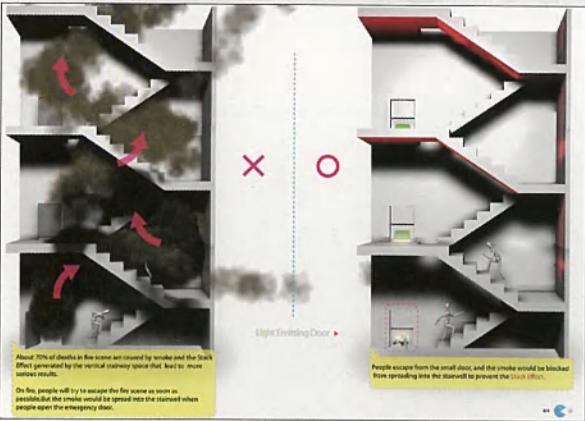 Light Emitting Door ►
About 70% of deaths in fire scene are caused by smoke and the Stack
Effect generated by the vertical stairway space that lead to more
serious results.
On fire, people will try to escape the fire scene as soon as
possible.But the smoke would be spread into the stairwell when
people open the emergency door.
People escape from the small door, and the smoke would be blocked
from spreading into the stairwell to prevent the Stack Effect.